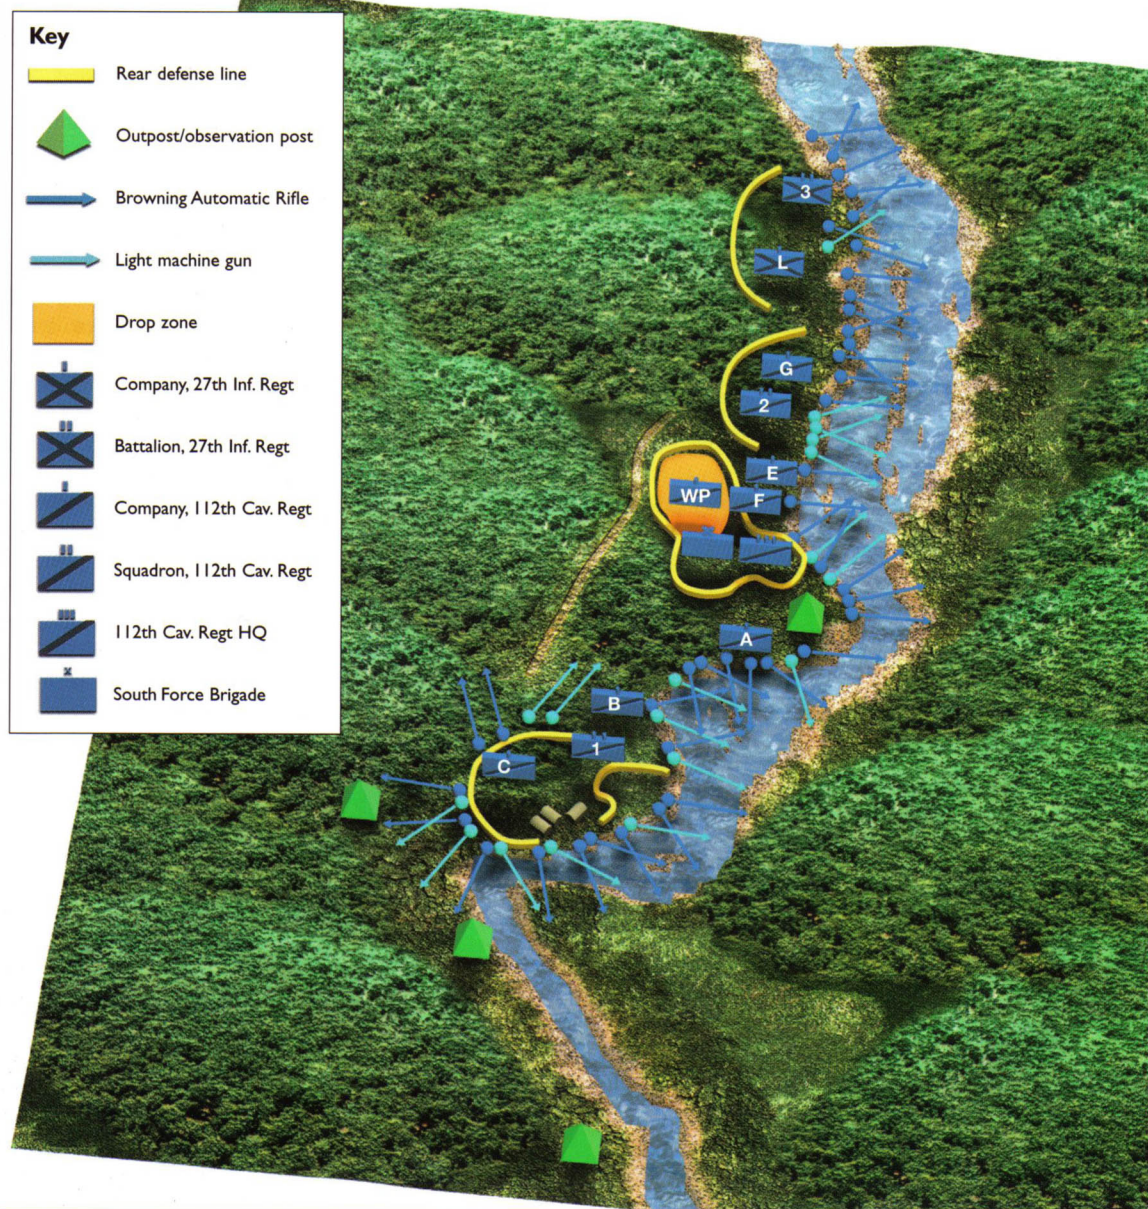 Key
Rear defense line
Outpost/observation post
Browning Automatic Rifle
Light machine gun
Drop zone
Company, 27th Inf. Regt
Battalion, 27th Inf. Regt
Company, 112th Cav. Regt
Squadron, 112th Cav. Regt
112th Cav. Regt HQ
South Force Brigade
3
L
G
2
E
WP
F
A
B
1
C